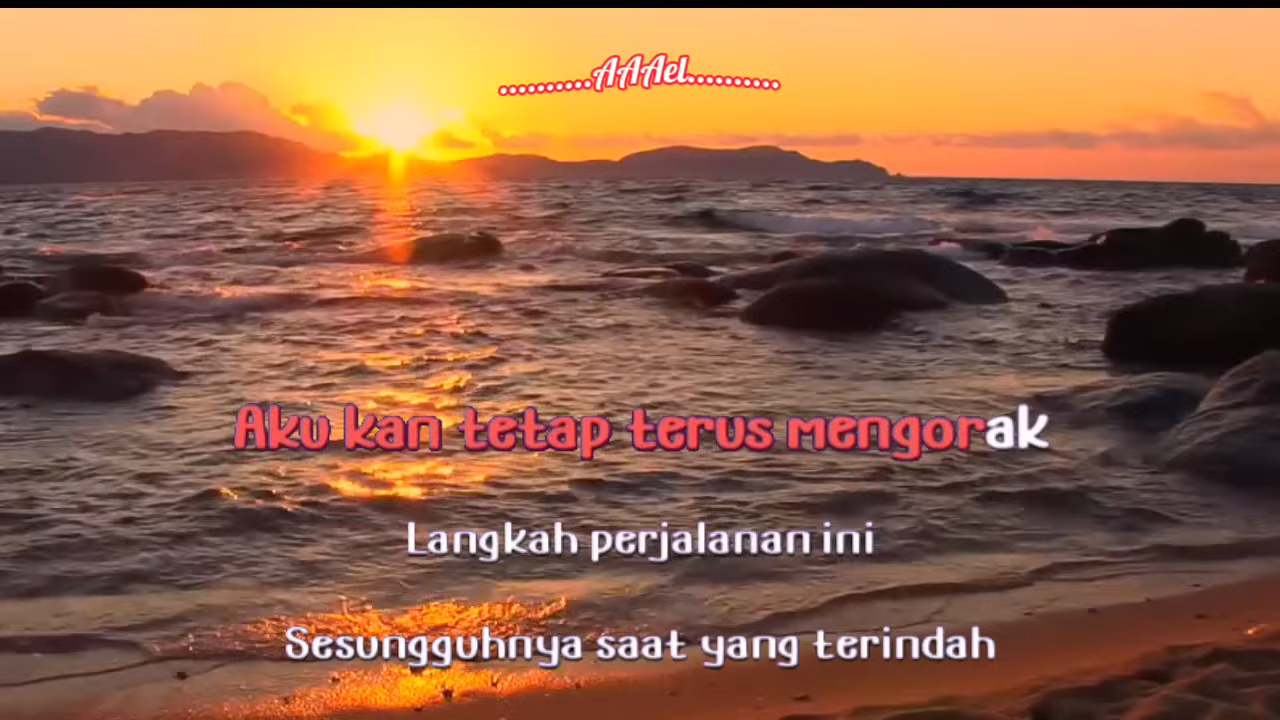 ..........AAAel..........
Aku kan tetap terus mengorak
Langkah perjalanan ini
Sesungguhnya saat yang terindah